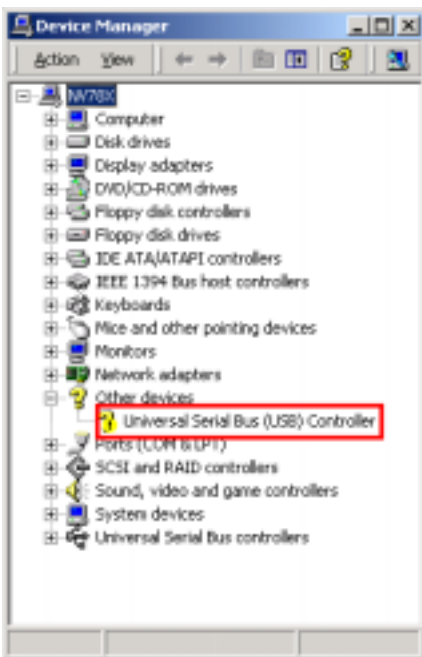 Device Manager
Action View
NV78X
Computer
Disk drives
Display adapters
DVD/CD-ROM drives
Floppy disk controllers
Floppy disk drives
IDE ATA/ATAPI controllers
IEEE 1394 Bus host controllers
Keyboards
Mice and other pointing devices
Monitors
Network adapters
Other devices
Universal Serial Bus (USB) Controller
Ports (COM & LPT)
SCSI and RAID controllers
Sound, video and game controllers
System devices
Universal Serial Bus controllers